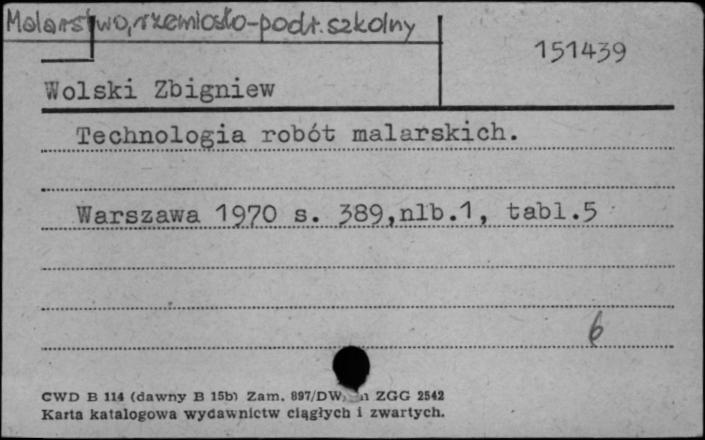 Malarstwo, rzemiosło-podr. szkolny
151439
Wolski Zbigniew
Technologia robót malarskich.
Warszawa 1970 s. 389,nlb.1, tabl.5
6
CWD B 114 (dawny B 15b) Zam. 897/DW ZGG 2542
Karta katalogowa wydawnictw ciągłych i zwartych.